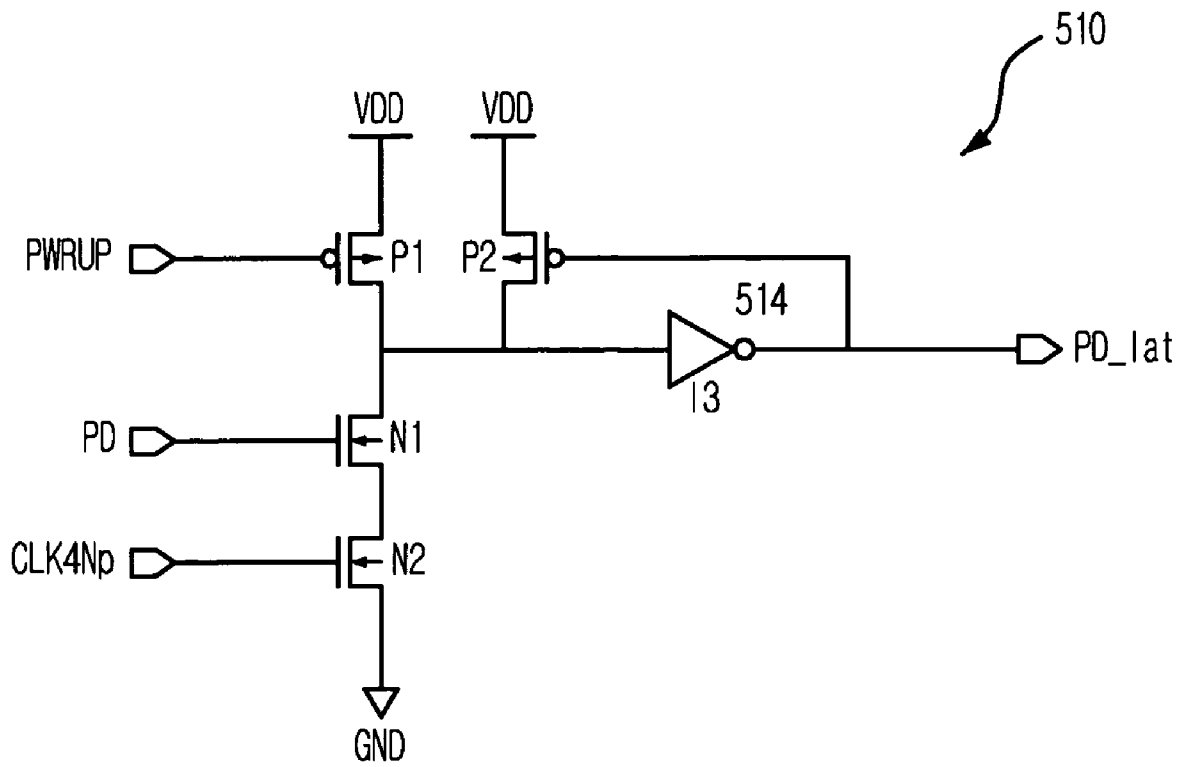 510
VDD
VDD
PWRUP
P1
P2
514
I3
PD_lat
PD
N1
CLK4Np
N2
GND